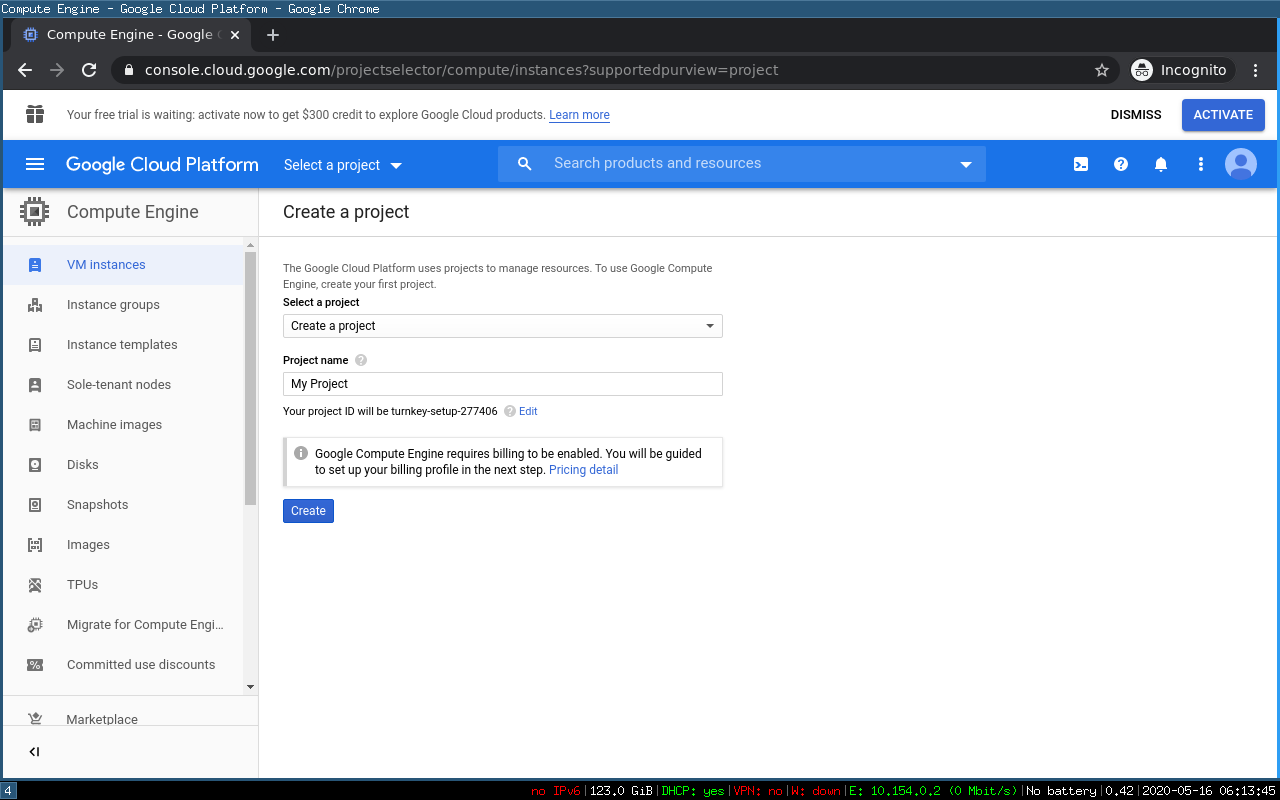 Compute Engine - Google Cloud Platform - Google Chrome
Compute Engine - Google
console.cloud.google.com/projectselector/compute/instances?supportedpurview=project
Incognito
Your free trial is waiting: activate now to get $300 credit to explore Google Cloud products. Learn more
DISMISS
ACTIVATE
Google Cloud Platform
Select a project
Search products and resources
Compute Engine
Create a project
VM instances
Instance groups
Instance templates
Sole-tenant nodes
Machine images
Disks
Snapshots
Images
TPUs
Migrate for Compute Engi...
Committed use discounts
Marketplace
The Google Cloud Platform uses projects to manage resources. To use Google Compute
Engine, create your first project.
Select a project
Create a project
Project name
My Project
Your project ID will be turnkey-setup-277406 Edit
Google Compute Engine requires billing to be enabled. You will be guided
to set up your billing profile in the next step. Pricing detail
Create
4
no IPv6|123.0 GiB|DHCP: yes|VPN: no|W: down|E: 10.154.0.2 (0 Mbit/s)|No battery|0.42|2020-05-16 06:13:45